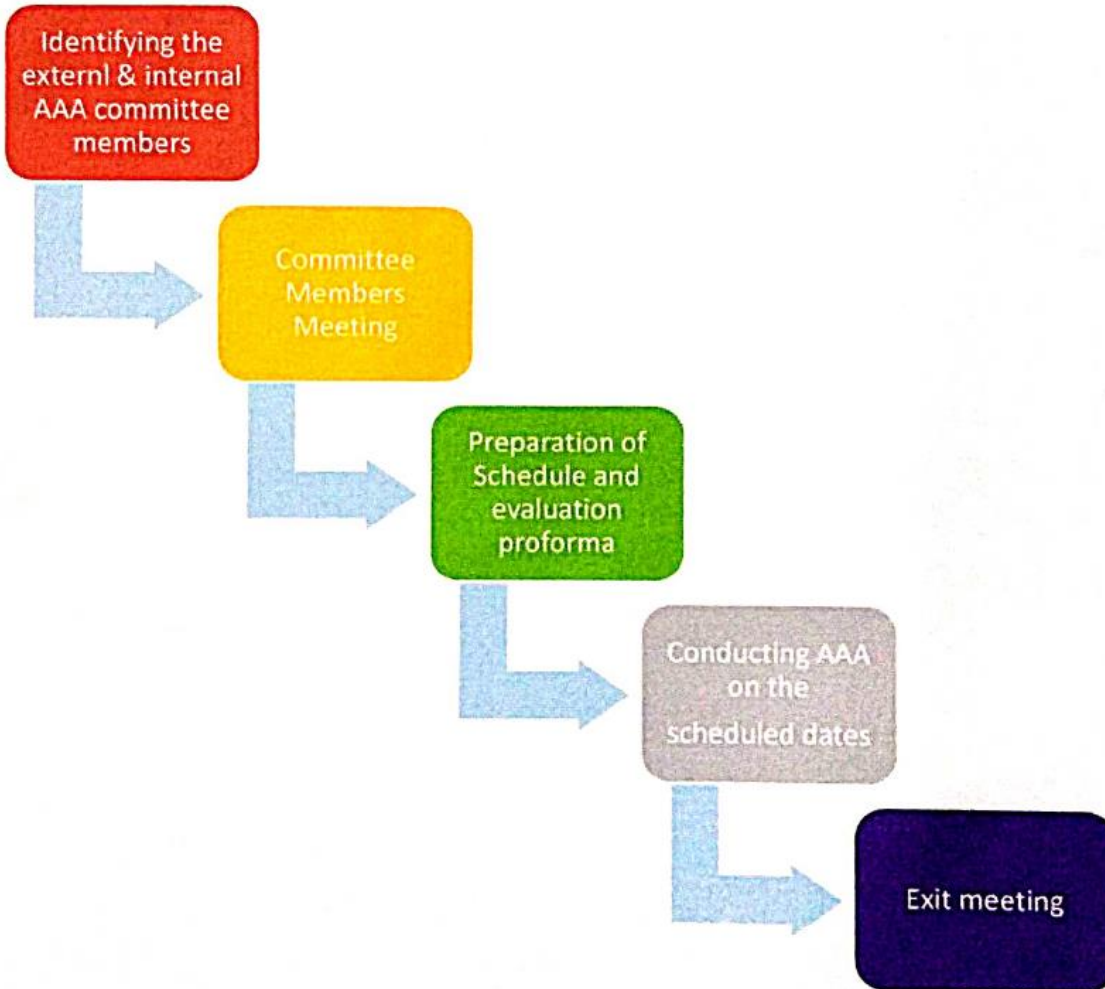 Identifying the
externl & internal
AAA committee
members
Committee
Members
Meeting
Preparation of
Schedule and
evaluation
proforma
Conducting AAA
on the
scheduled dates
Exit meeting